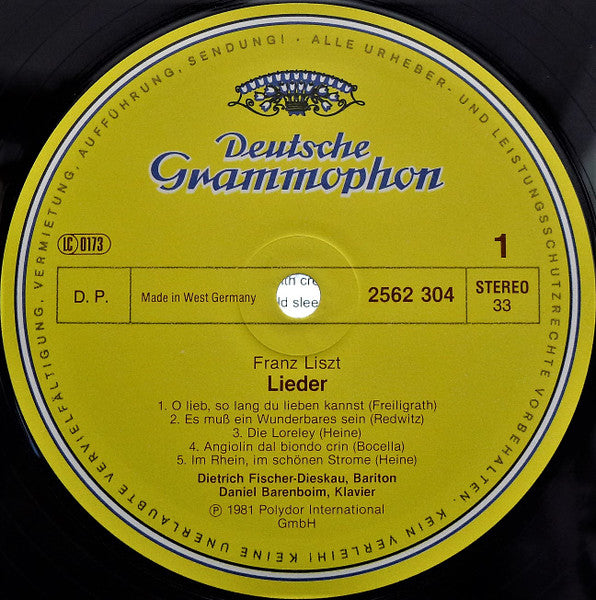 ALLE URHEBER- UND LEISTUNGSSCHUTZRECHTE VORBEHALTEN. KEIN VERLEIH! KEINE UNERLAUBTE VERVIELFÄLTIGUNG, VERMIETUNG, AUFFÜHRUNG, SENDUNG! ·
Deutsche
Grammophon
LC 0173
1
D. P.
Made in West Germany
2562 304
STEREO
33
Franz Liszt
Lieder
1. O lieb, so lang du lieben kannst (Freiligrath)
2. Es muß ein Wunderbares sein (Redwitz)
3. Die Loreley (Heine)
4. Angiolin dal biondo crin (Bocella)
5. Im Rhein, im schönen Strome (Heine)
Dietrich Fischer-Dieskau, Bariton
Daniel Barenboim, Klavier
Ⓟ 1981 Polydor International
GmbH